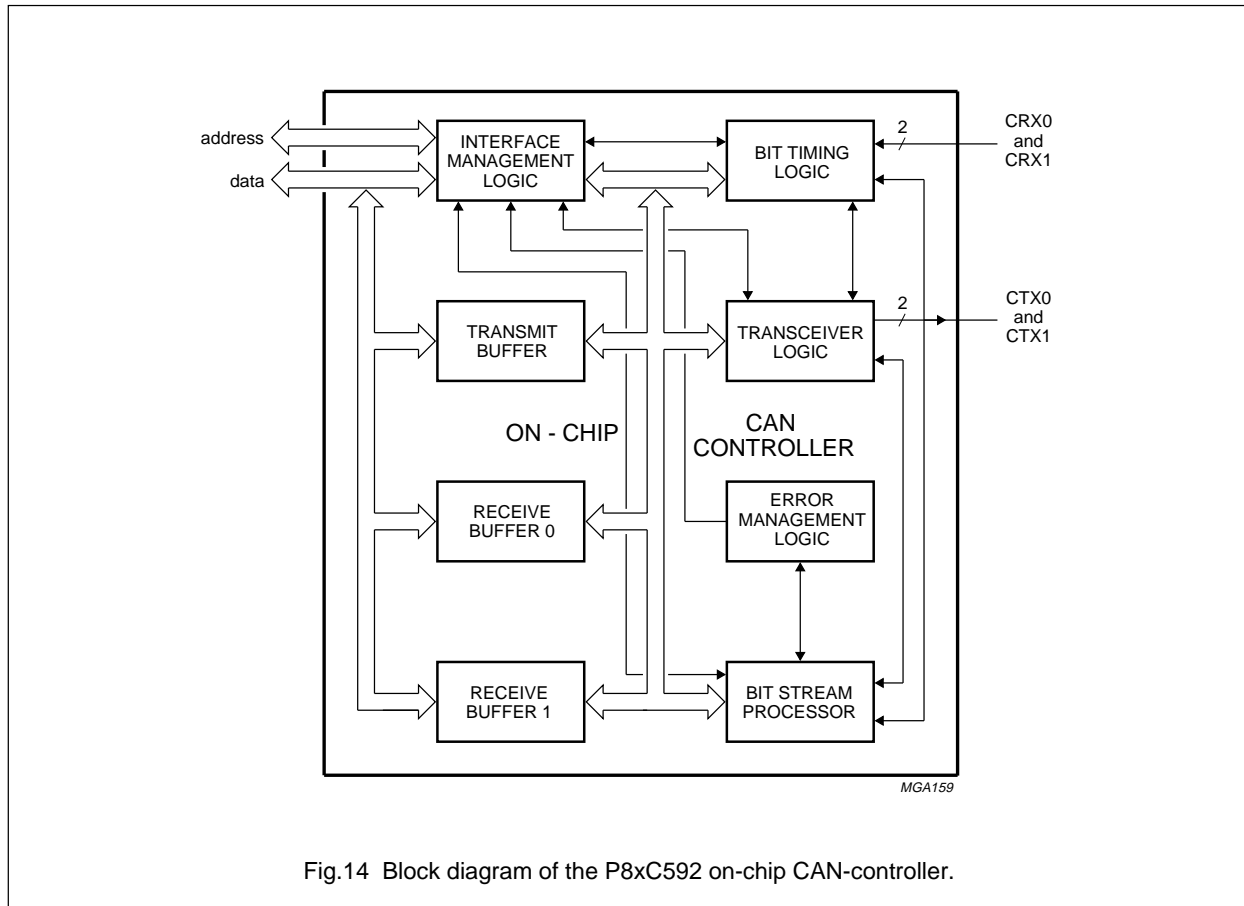 address
data
INTERFACE
MANAGEMENT
LOGIC
BIT TIMING
LOGIC
2
CRX0
and
CRX1
TRANSMIT
BUFFER
TRANSCEIVER
LOGIC
2
CTX0
and
CTX1
ON - CHIP
CAN
CONTROLLER
RECEIVE
BUFFER 0
ERROR
MANAGEMENT
LOGIC
RECEIVE
BUFFER 1
BIT STREAM
PROCESSOR
MGA159
Fig.14 Block diagram of the P8xC592 on-chip CAN-controller.